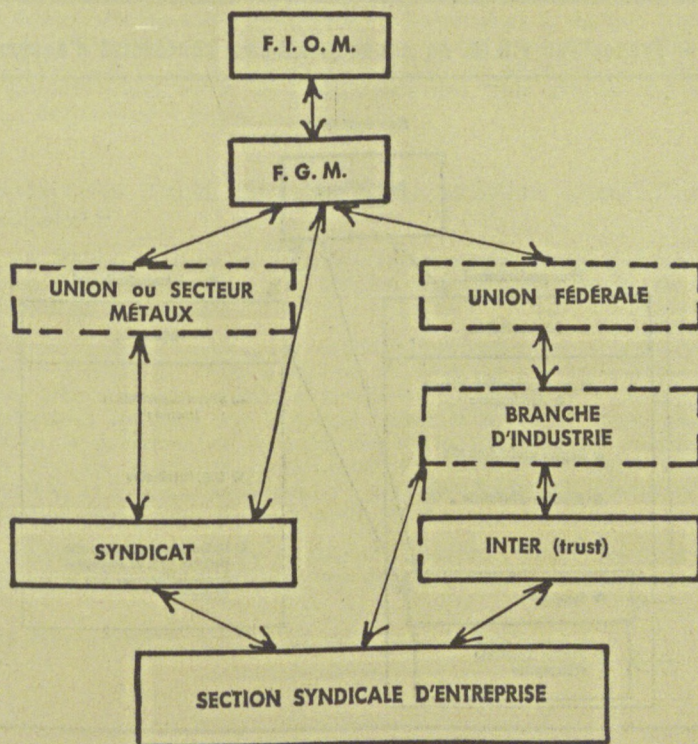 F. I. O. M.
F. G. M.
UNION ou SECTEUR
MÉTAUX
UNION FÉDÉRALE
BRANCHE
D'INDUSTRIE
SYNDICAT
INTER (trust)
SECTION SYNDICALE D'ENTREPRISE